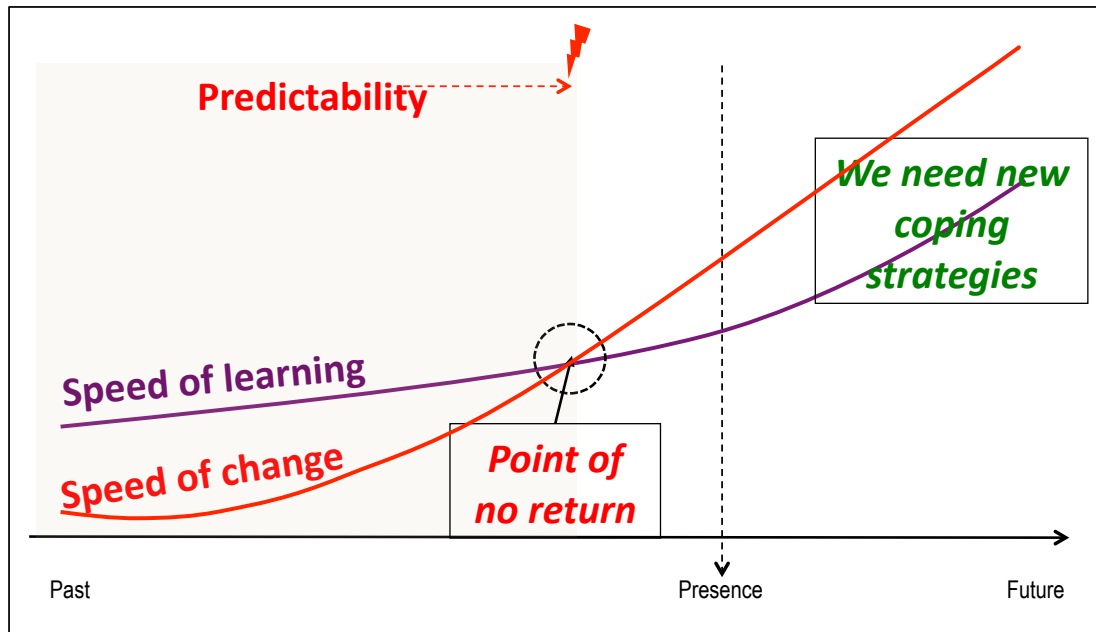 Predictability
We need new
coping
strategies
Speed of learning
Speed of change
Point of
no return
Past
Presence
Future